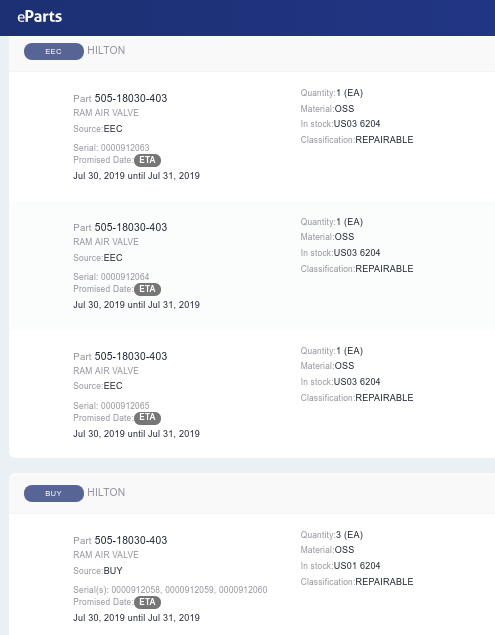 eParts
EEC HILTON
Part 505-18030-403
RAM AIR VALVE
Source:EEC
Serial: 0000912063
Promised Date:ETA
Jul 30, 2019 until Jul 31, 2019
Quantity:1 (EA)
Material:OSS
In stock:US03 6204
Classification:REPAIRABLE
Part 505-18030-403
RAM AIR VALVE
Source:EEC
Serial: 0000912064
Promised Date:ETA
Jul 30, 2019 until Jul 31, 2019
Quantity:1 (EA)
Material:OSS
In stock:US03 6204
Classification:REPAIRABLE
Part 505-18030-403
RAM AIR VALVE
Source:EEC
Serial: 0000912065
Promised Date:ETA
Jul 30, 2019 until Jul 31, 2019
Quantity:1 (EA)
Material:OSS
In stock:US03 6204
Classification:REPAIRABLE
BUY HILTON
Part 505-18030-403
RAM AIR VALVE
Source:BUY
Serial(s): 0000912058, 0000912059, 0000912060
Promised Date:ETA
Jul 30, 2019 until Jul 31, 2019
Quantity:3 (EA)
Material:OSS
In stock:US01 6204
Classification:REPAIRABLE